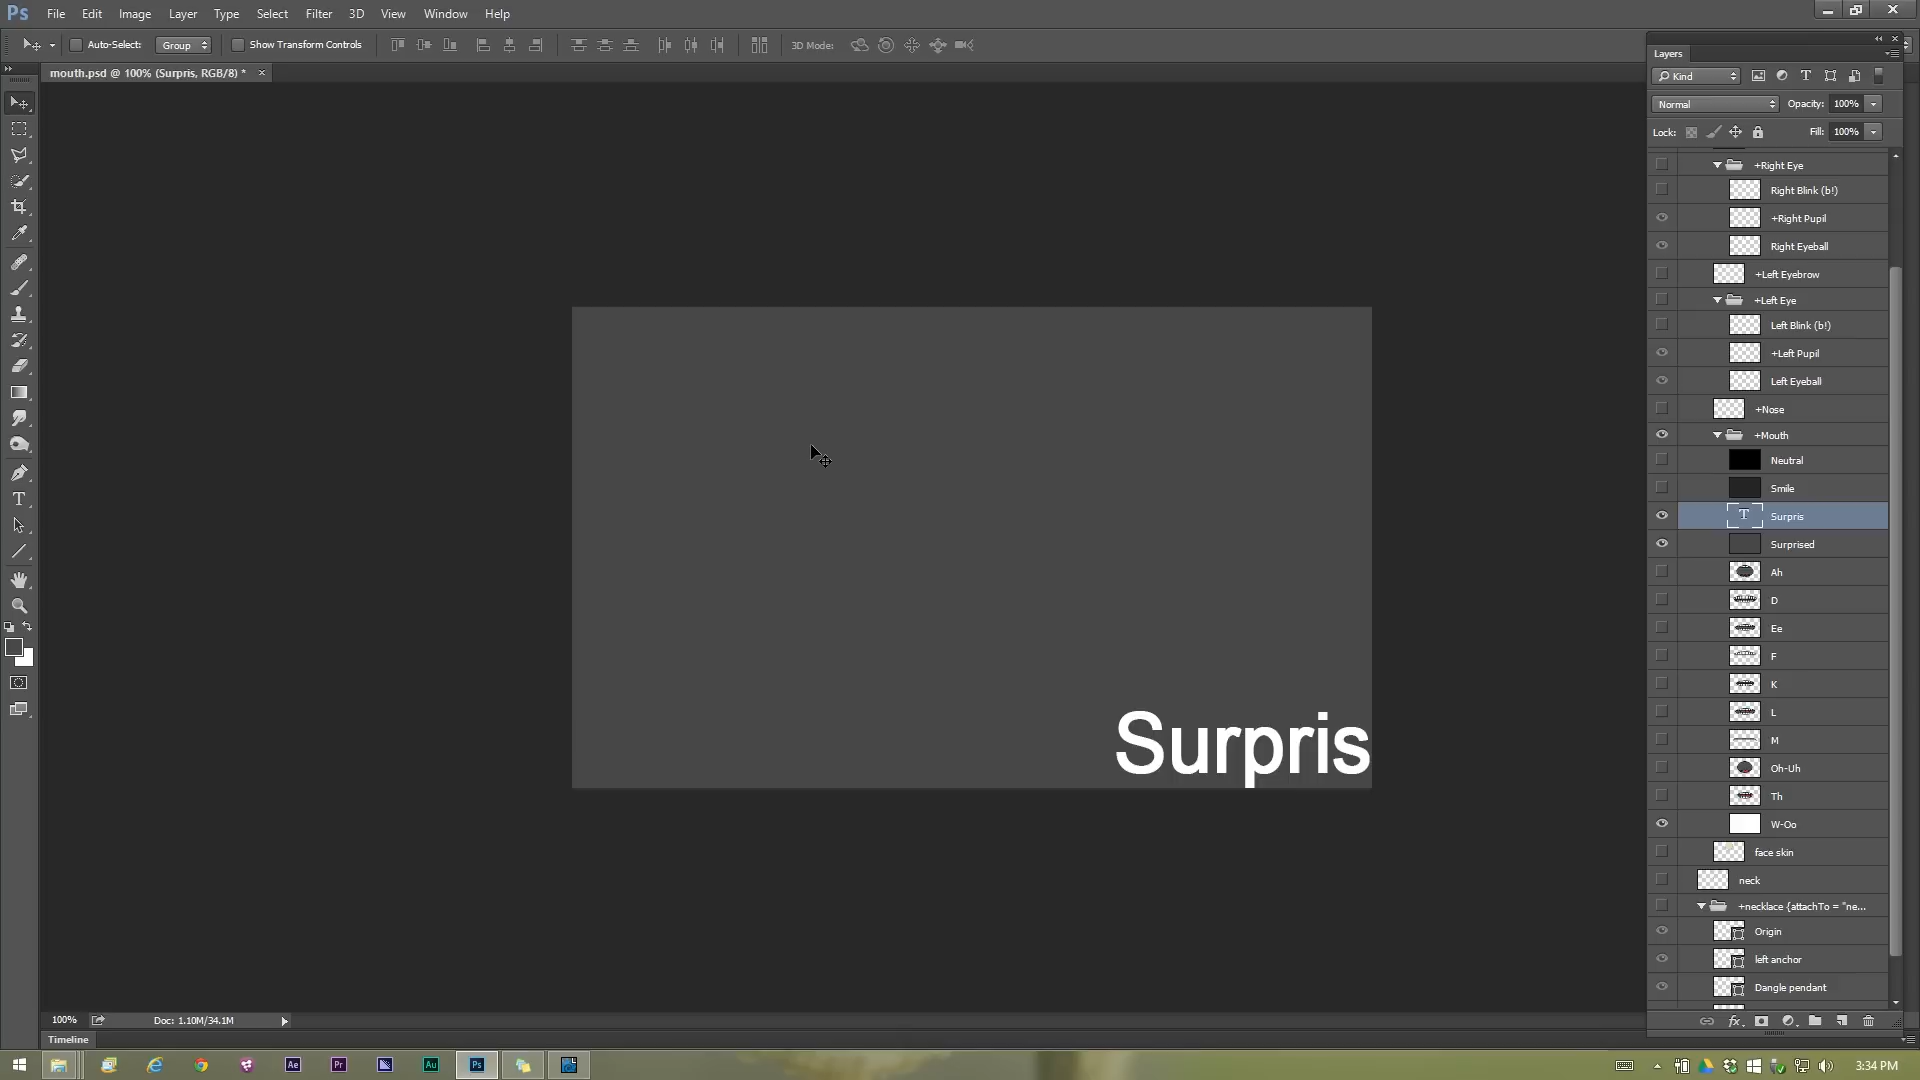 Ps File Edit Image Layer Type Select Filter 3D View Window Help
Auto-Select: Group Show Transform Controls 3D Mode:
mouth.psd @ 100% (Surpris, RGB/8) *
Layers
Kind
Normal Opacity: 100%
Lock: Fill: 100%
+Right Eye
Right Blink (b!)
+Right Pupil
Right Eyeball
+Left Eyebrow
+Left Eye
Left Blink (b!)
+Left Pupil
Left Eyeball
+Nose
+Mouth
Neutral
Smile
T Surpris
Surprised
Ah
D
Ee
F
K
L
M
Oh-Uh
Th
W-Oo
face skin
neck
+necklace {attachTo = "ne...
Origin
left anchor
Dangle pendant
Surpris
100% Doc: 1.10M/34.1M
Timeline
Ae Pr Au Ps 3:34 PM